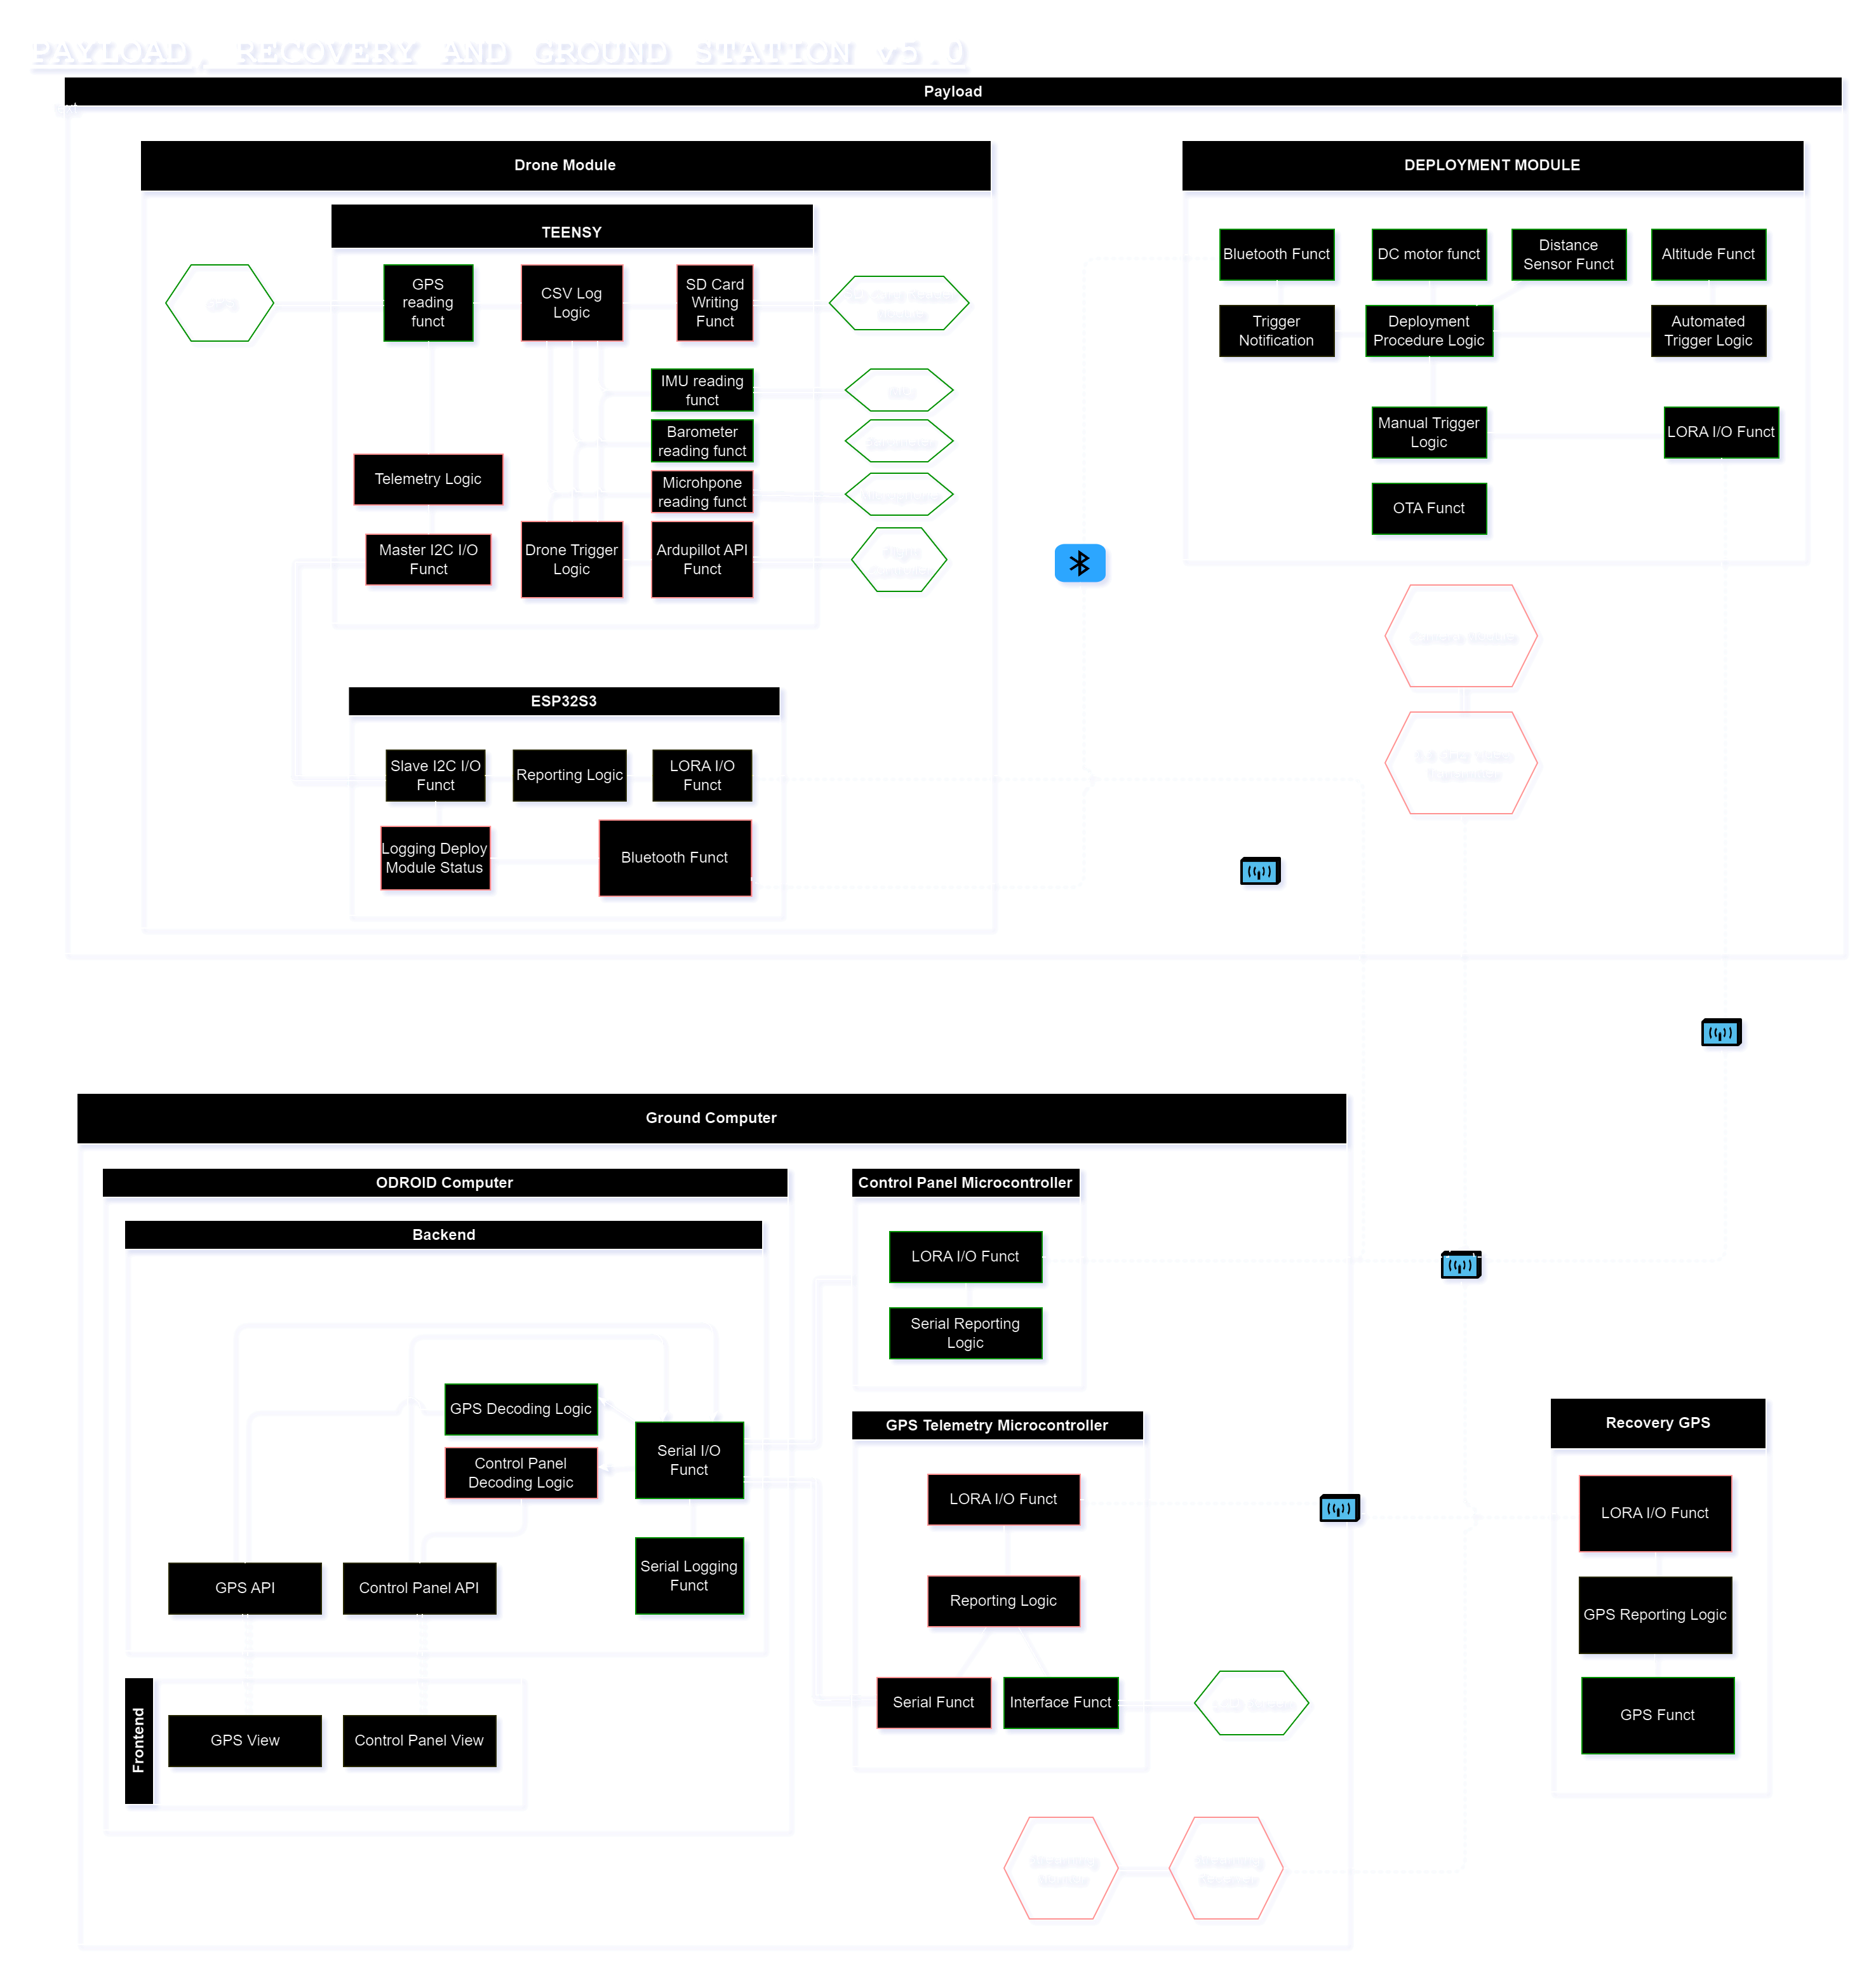 PAYLOAD, RECOVERY AND GROUND STATION v5.0
Payload
Drone Module
TEENSY
GPS
GPS
reading
funct
CSV Log
Logic
SD Card
Writing
Funct
SD Card Reader
Module
IMU reading
funct
IMU
Barometer
reading funct
Barometer
Telemetry Logic
Microhpone
reading funct
Microphone
Master I2C I/O
Funct
Drone Trigger
Logic
Ardupillot API
Funct
Flight
Controller
ESP32S3
Slave I2C I/O
Funct
Reporting Logic
LORA I/O
Funct
Logging Deploy
Module Status
Bluetooth Funct
DEPLOYMENT MODULE
Bluetooth Funct
DC motor funct
Distance
Sensor Funct
Altitude Funct
Trigger
Notification
Deployment
Procedure Logic
Automated
Trigger Logic
Manual Trigger
Logic
LORA I/O Funct
OTA Funct
Camera Module
5.8 GHz Video
Transmitter
Ground Computer
ODROID Computer
Backend
GPS Decoding Logic
Control Panel
Decoding Logic
Serial I/O
Funct
Serial Logging
Funct
GPS API
Control Panel API
Frontend
GPS View
Control Panel View
Control Panel Microcontroller
LORA I/O Funct
Serial Reporting
Logic
GPS Telemetry Microcontroller
LORA I/O Funct
Reporting Logic
Serial Funct
Interface Funct
LCD Screen
Streaming
Monitor
Streaming
Receiver
Recovery GPS
LORA I/O Funct
GPS Reporting Logic
GPS Funct